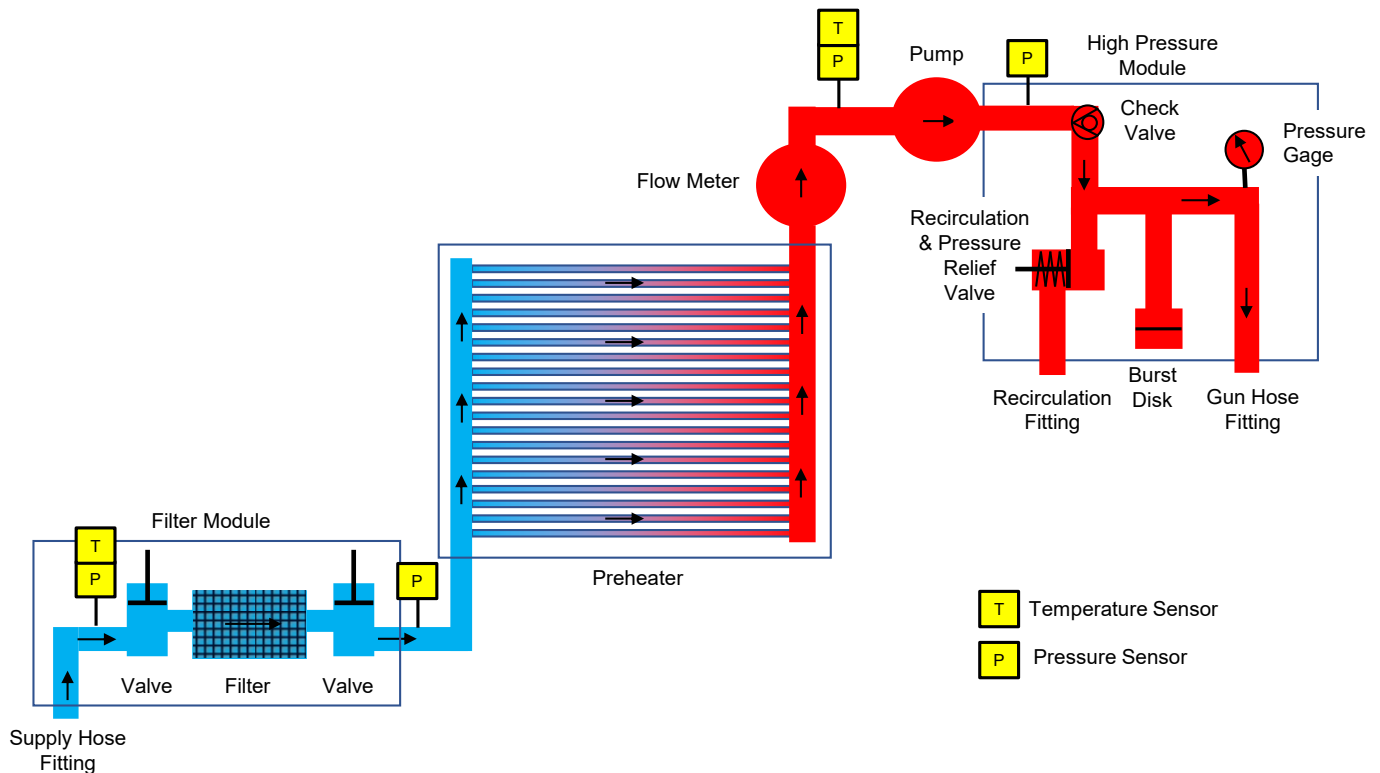 T
P
Pump
P
High Pressure
Module
Check
Valve
Pressure
Gage
Flow Meter
Recirculation
& Pressure
Relief
Valve
Recirculation
Fitting
Burst
Disk
Gun Hose
Fitting
Filter Module
T
P
P
Preheater
Valve
Filter
Valve
Supply Hose
Fitting
T
Temperature Sensor
P
Pressure Sensor